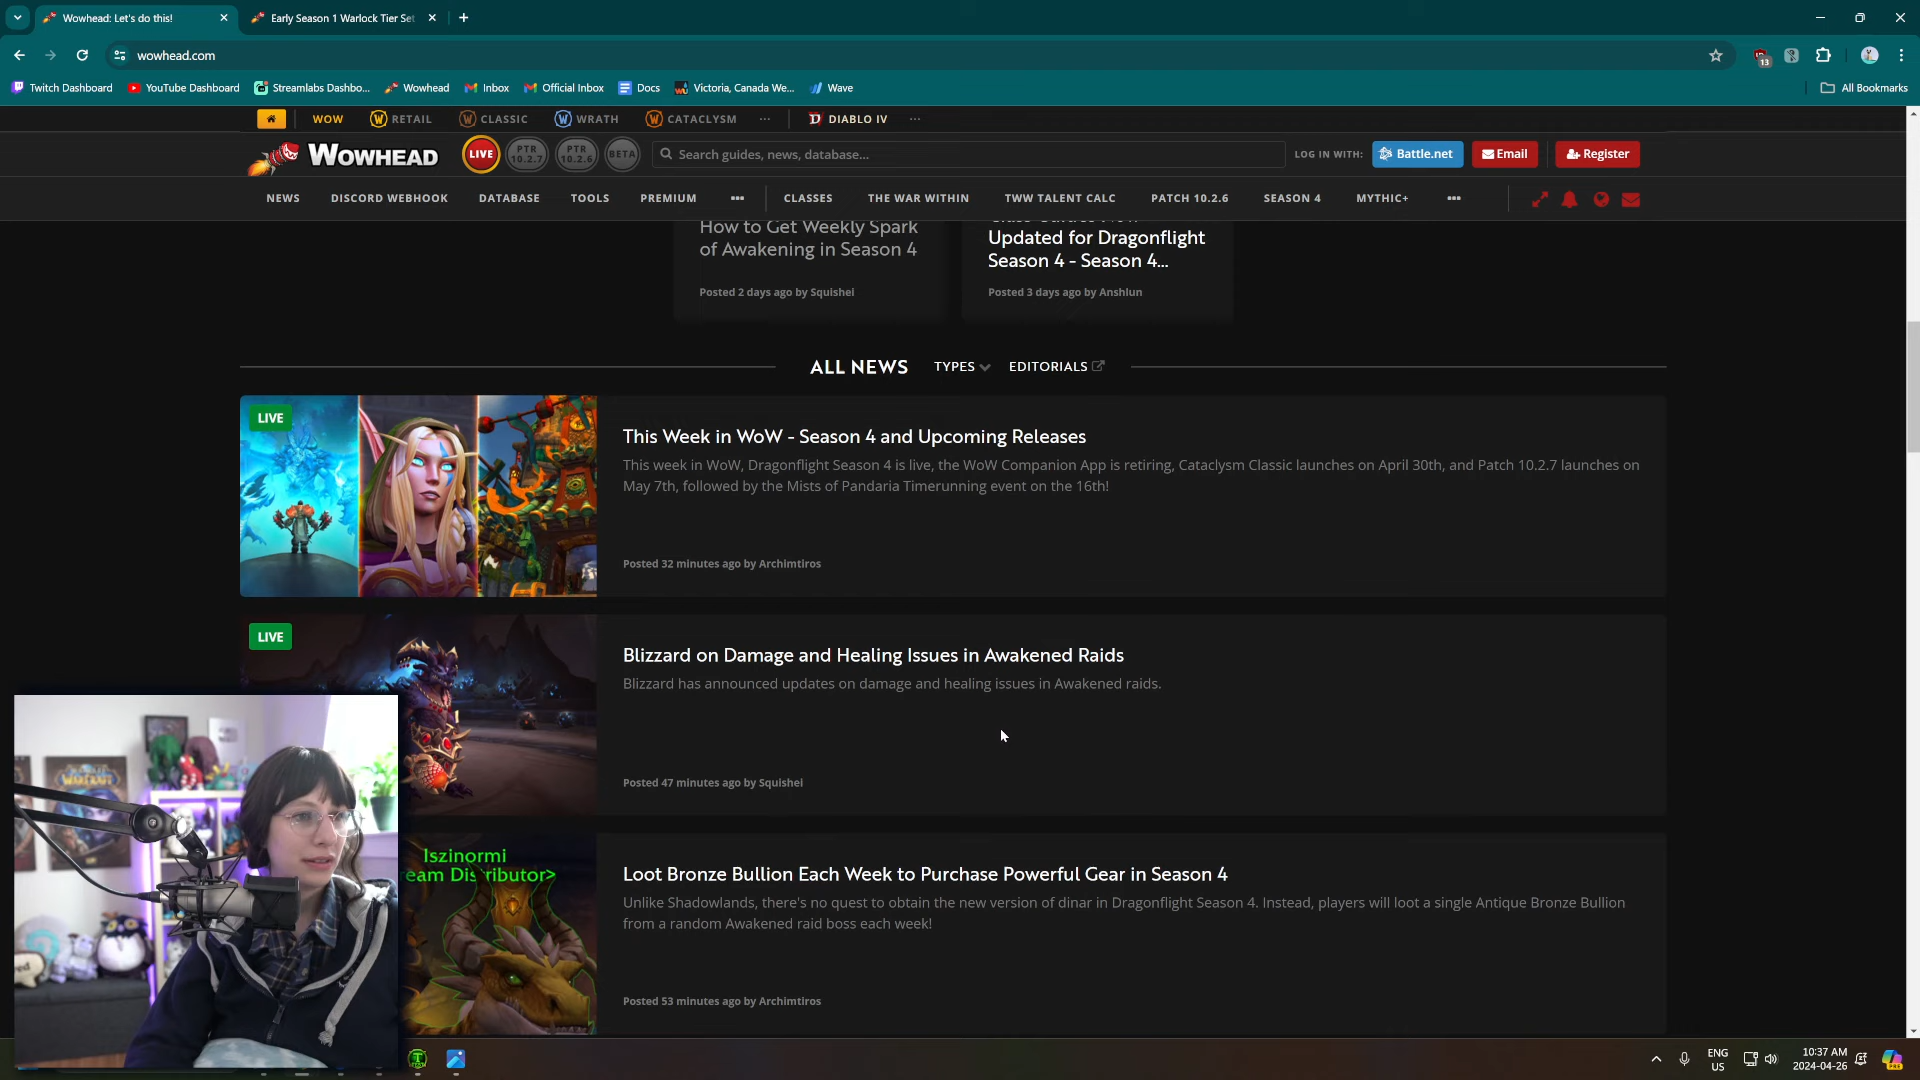 Wowhead: Let's do this!
Early Season 1 Warlock Tier Set
wowhead.com
13
Twitch Dashboard
YouTube Dashboard
Streamlabs Dashbo...
Wowhead
Inbox
Official Inbox
Docs
Victoria, Canada We...
Wave
All Bookmarks
WOW
RETAIL
CLASSIC
WRATH
CATACLYSM
DIABLO IV
WOWHEAD
LIVE
PTR 10.2.7
PTR 10.2.6
BETA
Search guides, news, database...
LOG IN WITH:
Battle.net
Email
Register
NEWS
DISCORD WEBHOOK
DATABASE
TOOLS
PREMIUM
CLASSES
THE WAR WITHIN
TWW TALENT CALC
PATCH 10.2.6
SEASON 4
MYTHIC+
How to Get Weekly Spark
of Awakening in Season 4
Posted 2 days ago by Squishei
Updated for Dragonflight
Season 4 - Season 4...
Posted 3 days ago by Anshlun
ALL NEWS
TYPES
EDITORIALS
LIVE
This Week in WoW - Season 4 and Upcoming Releases
This week in WoW, Dragonflight Season 4 is live, the WoW Companion App is retiring, Cataclysm Classic launches on April 30th, and Patch 10.2.7 launches on
May 7th, followed by the Mists of Pandaria Timerunning event on the 16th!
Posted 32 minutes ago by Archimtiros
LIVE
Blizzard on Damage and Healing Issues in Awakened Raids
Blizzard has announced updates on damage and healing issues in Awakened raids.
Posted 47 minutes ago by Squishei
Iszinormi
eam Distributor>
Loot Bronze Bullion Each Week to Purchase Powerful Gear in Season 4
Unlike Shadowlands, there's no quest to obtain the new version of dinar in Dragonflight Season 4. Instead, players will loot a single Antique Bronze Bullion
from a random Awakened raid boss each week!
Posted 53 minutes ago by Archimtiros
ENG
US
10:37 AM
2024-04-26